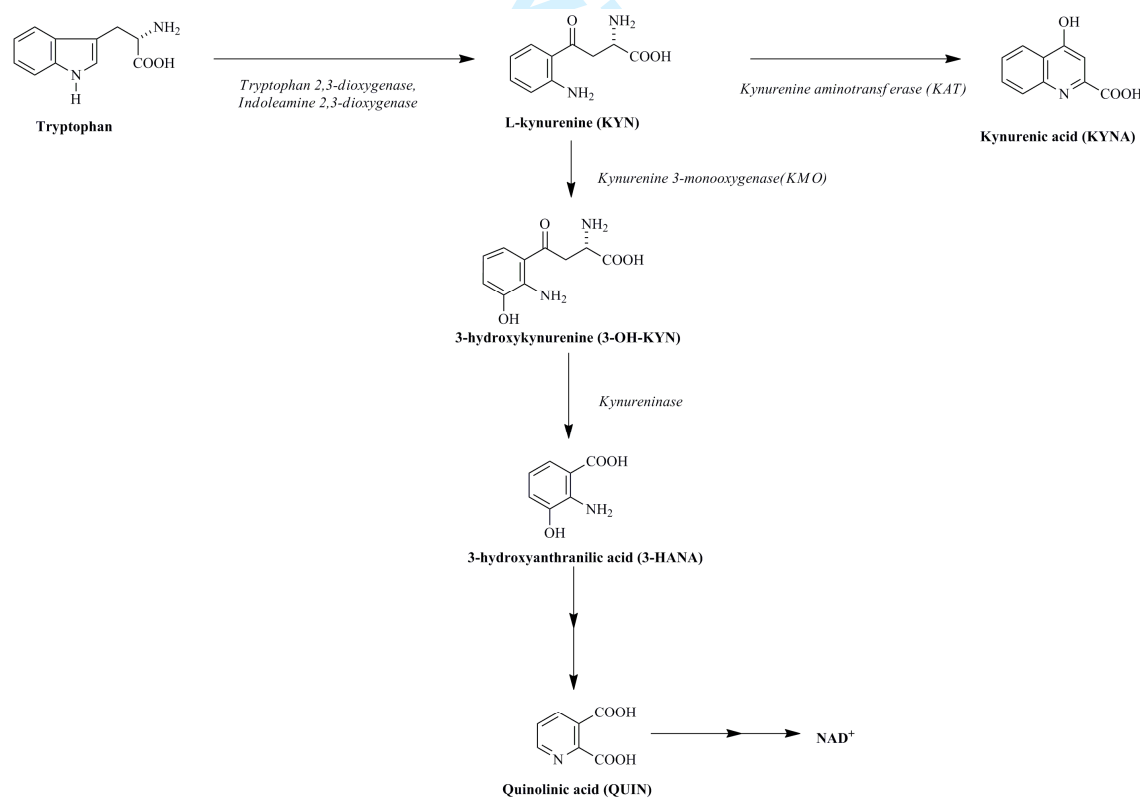 NH2
COOH
N
H
Tryptophan
Tryptophan 2,3-dioxygenase,
Indoleamine 2,3-dioxygenase
O
NH2
COOH
NH2
L-kynurenine (KYN)
Kynurenine aminotransferase (KAT)
OH
N
COOH
Kynurenic acid (KYNA)
Kynurenine 3-monooxygenase(KMO)
O
NH2
COOH
NH2
OH
3-hydroxykynurenine (3-OH-KYN)
Kynureninase
COOH
NH2
OH
3-hydroxyanthranilic acid (3-HANA)
COOH
N
COOH
Quinolinic acid (QUIN)
NAD+